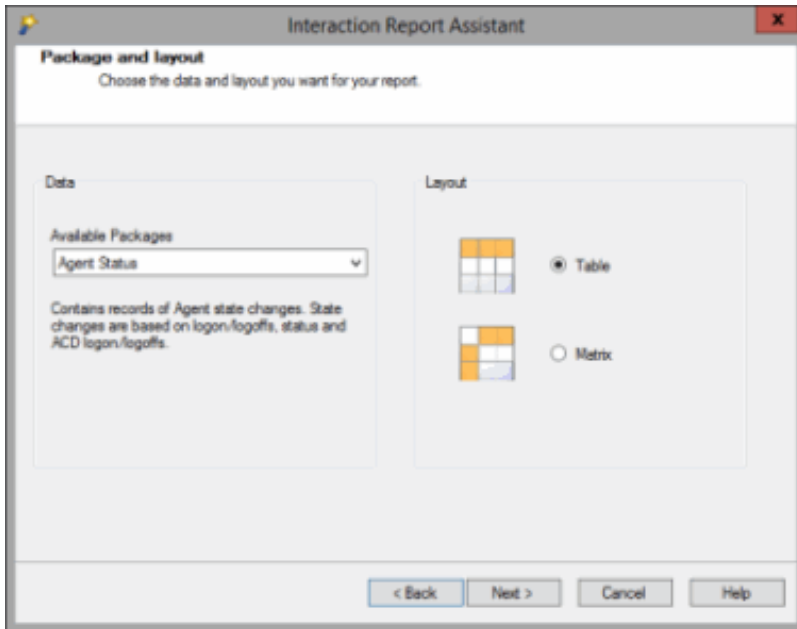 Interaction Report Assistant
x
Package and layout
Choose the data and layout you want for your report.
Data
Available Packages
Agent Status
Contains records of Agent state changes. State
changes are based on logon/logoffs, status and
ACD logon/logoffs.
Layout
Table
Matrix
< Back
Next >
Cancel
Help